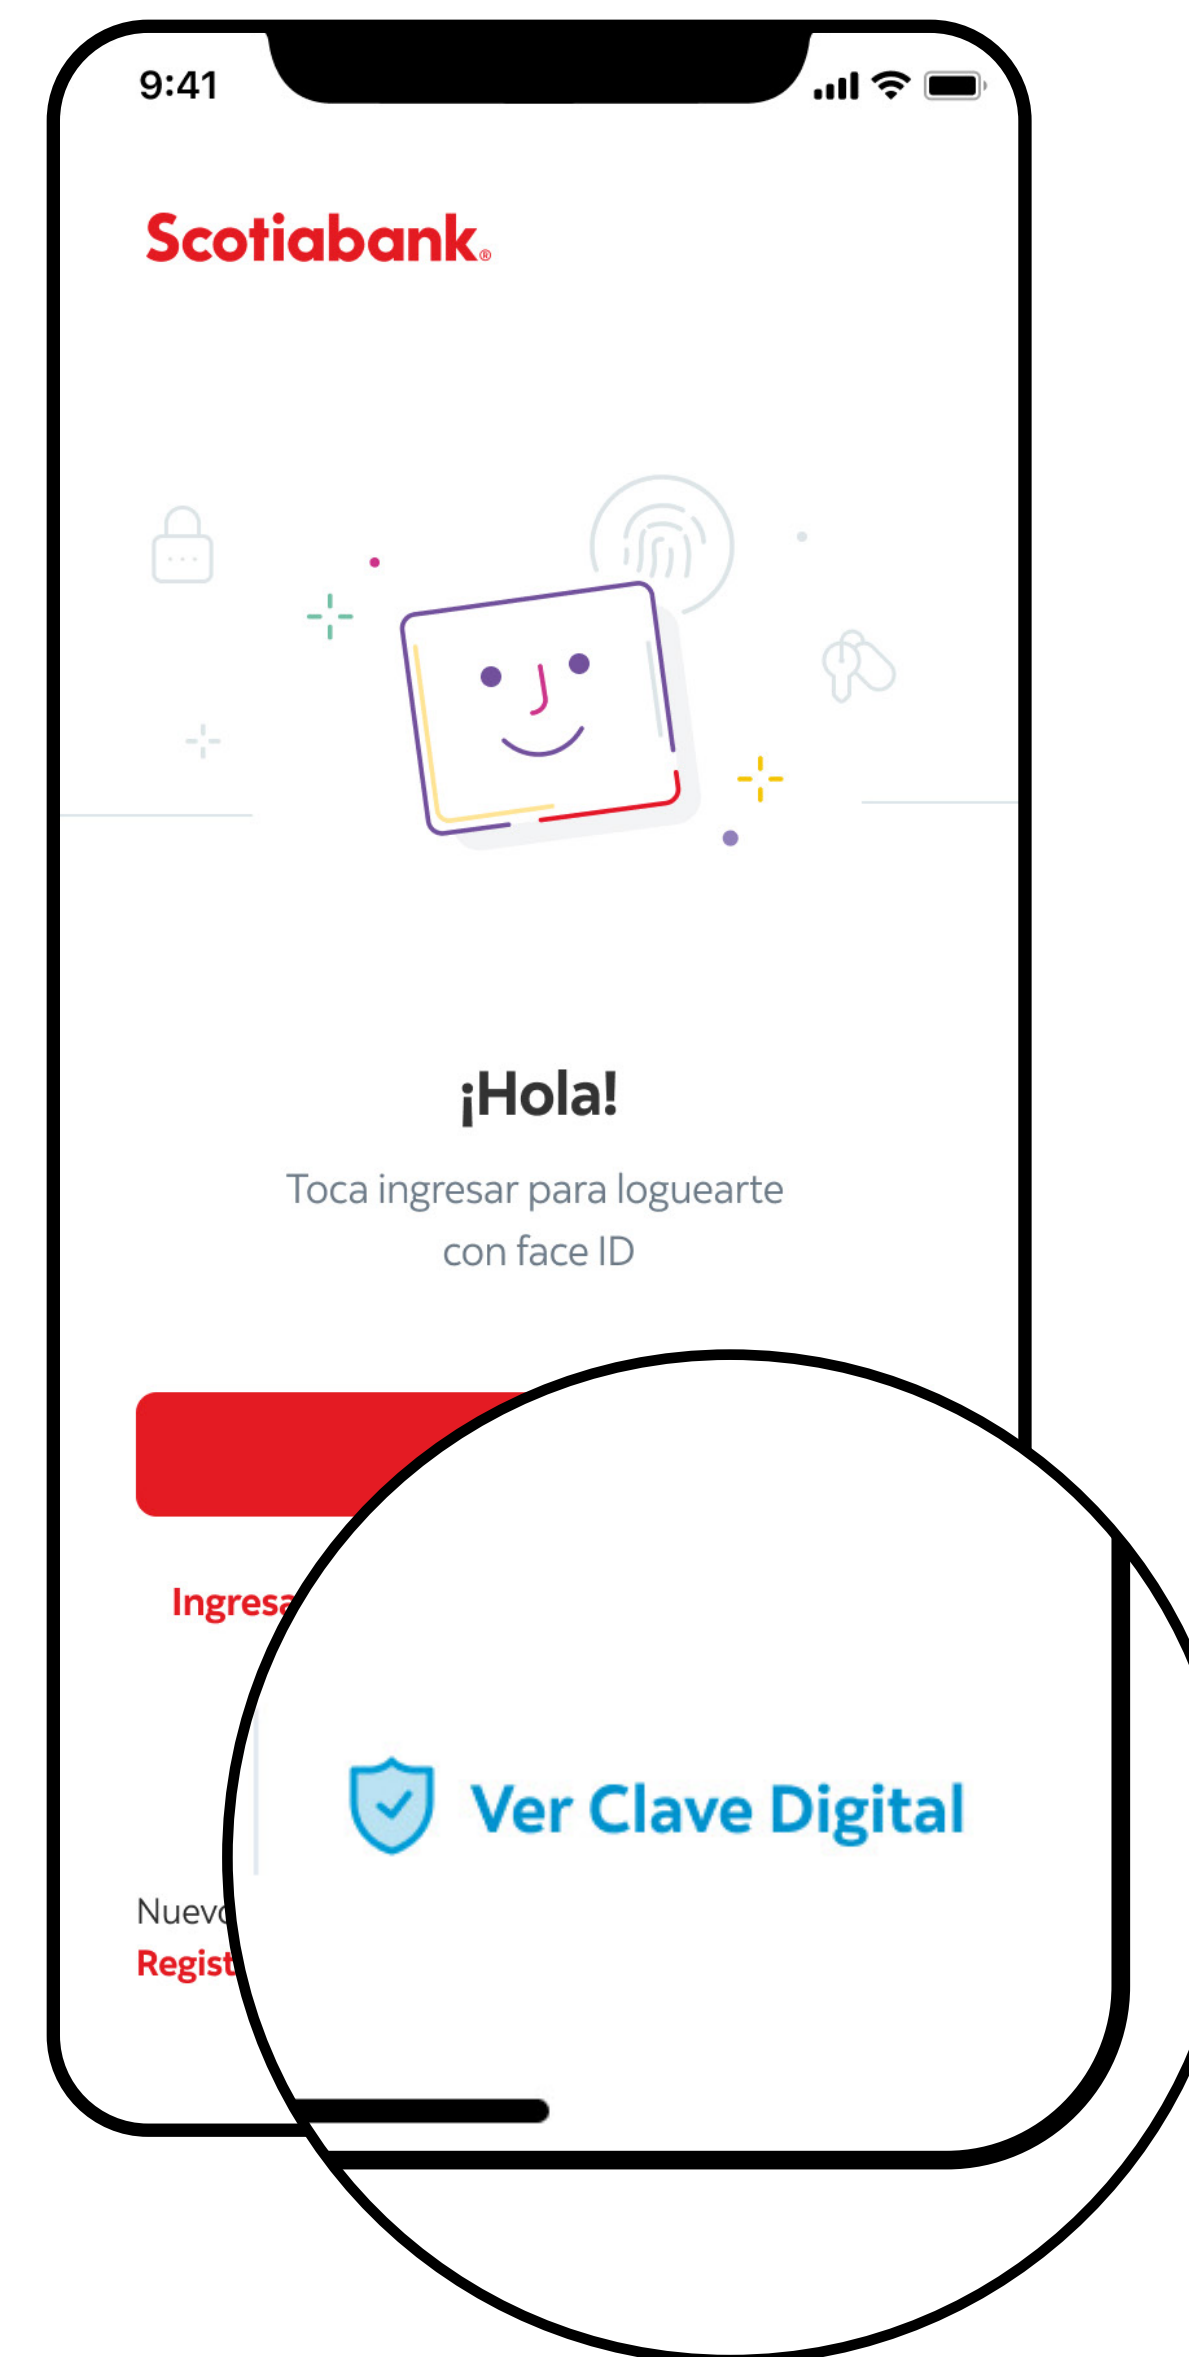 9:41
Scotiabank®
¡Hola!
Toca ingresar para loguearte
con face ID
Ver Clave Digital